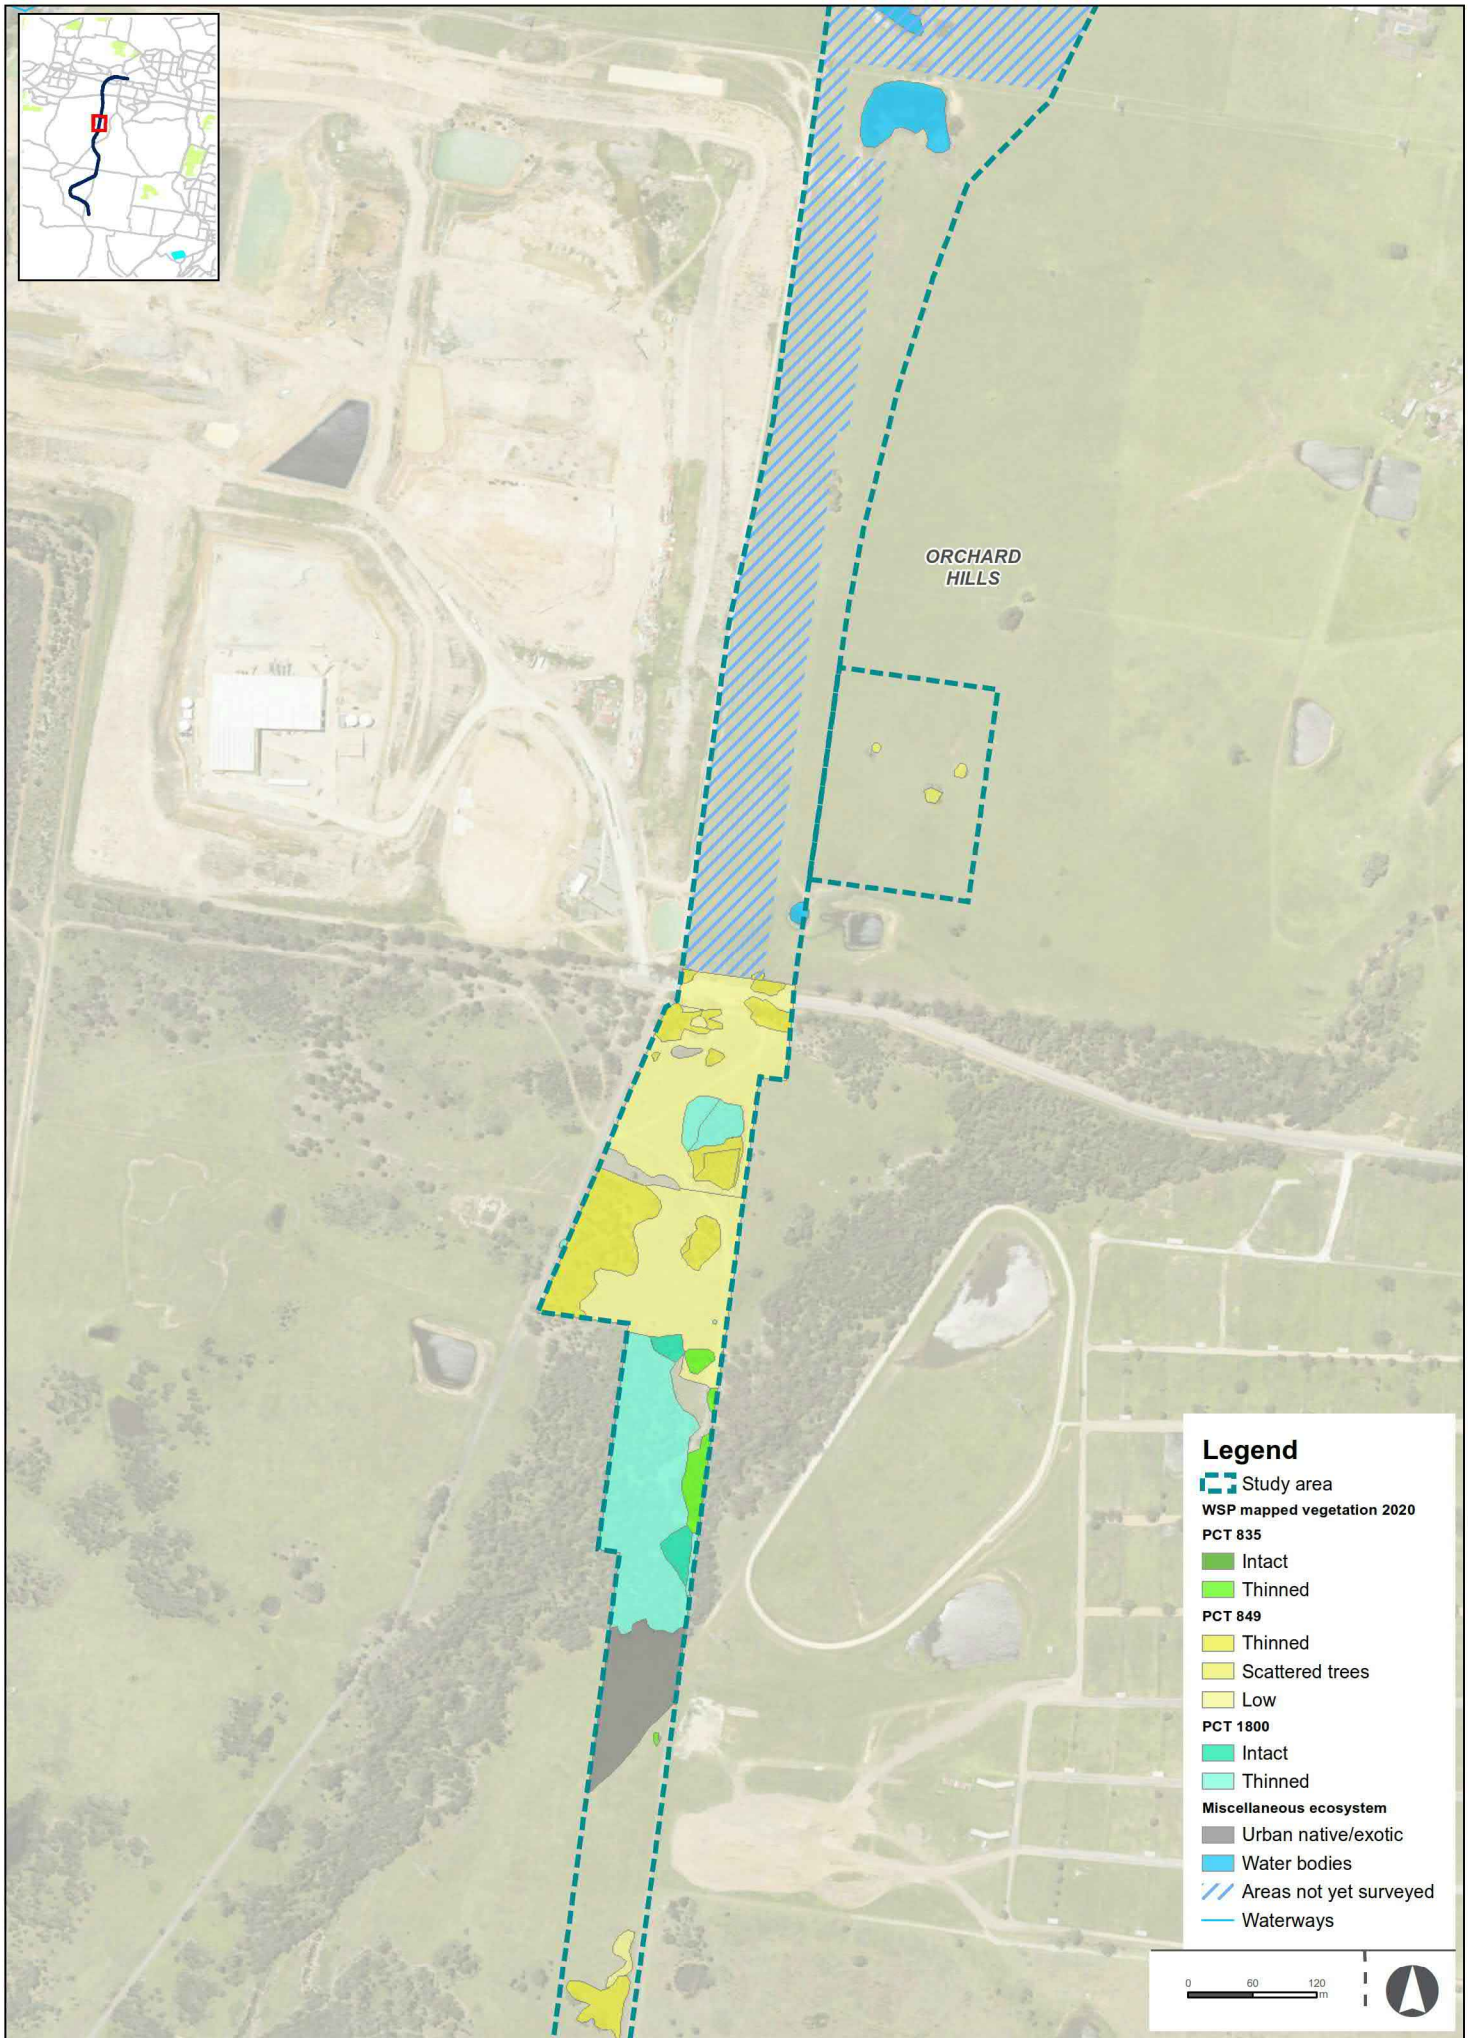 ORCHARD
HILLS
Legend
Study area
WSP mapped vegetation 2020
PCT 835
Intact
Thinned
PCT 849
Thinned
Scattered trees
Low
PCT 1800
Intact
Thinned
Miscellaneous ecosystem
Urban native/exotic
Water bodies
Areas not yet surveyed
Waterways
0 60 120
m